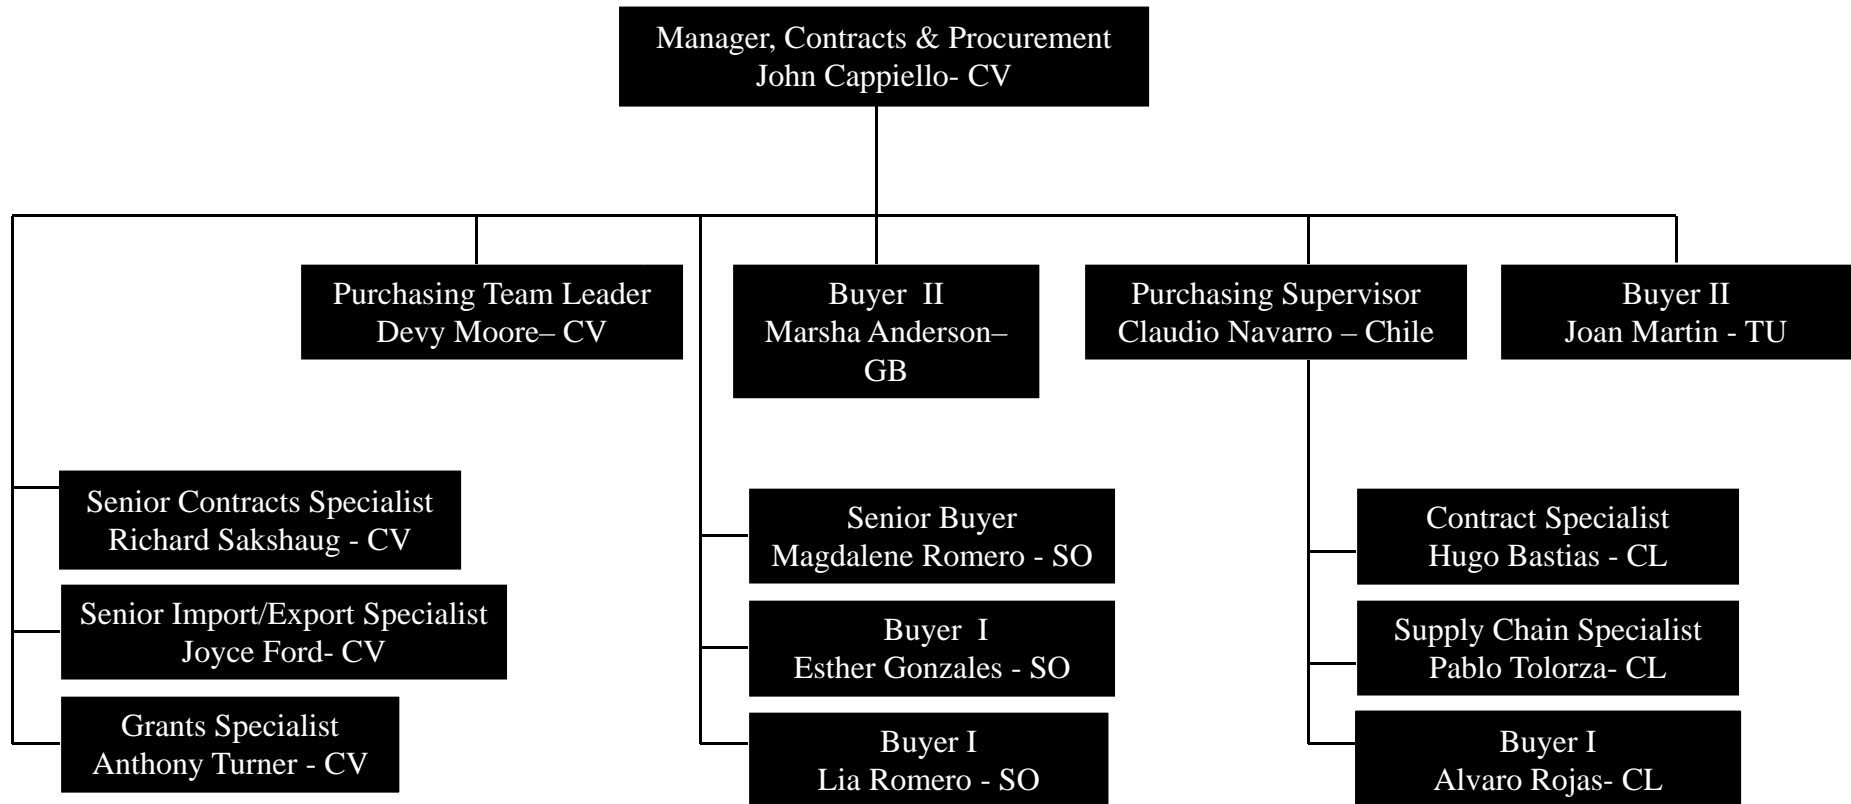 Manager, Contracts & Procurement
John Cappiello- CV
Purchasing Team Leader
Devy Moore– CV
Buyer  II
Marsha Anderson–
GB
Purchasing Supervisor
Claudio Navarro – Chile
Buyer II
Joan Martin - TU
Senior Contracts Specialist
Richard Sakshaug - CV
Senior Import/Export Specialist
Joyce Ford- CV
Grants Specialist
Anthony Turner - CV
Senior Buyer
Magdalene Romero - SO
Buyer  I
Esther Gonzales - SO
Buyer I
Lia Romero - SO
Contract Specialist
Hugo Bastias - CL
Supply Chain Specialist
Pablo Tolorza- CL
Buyer I
Alvaro Rojas- CL